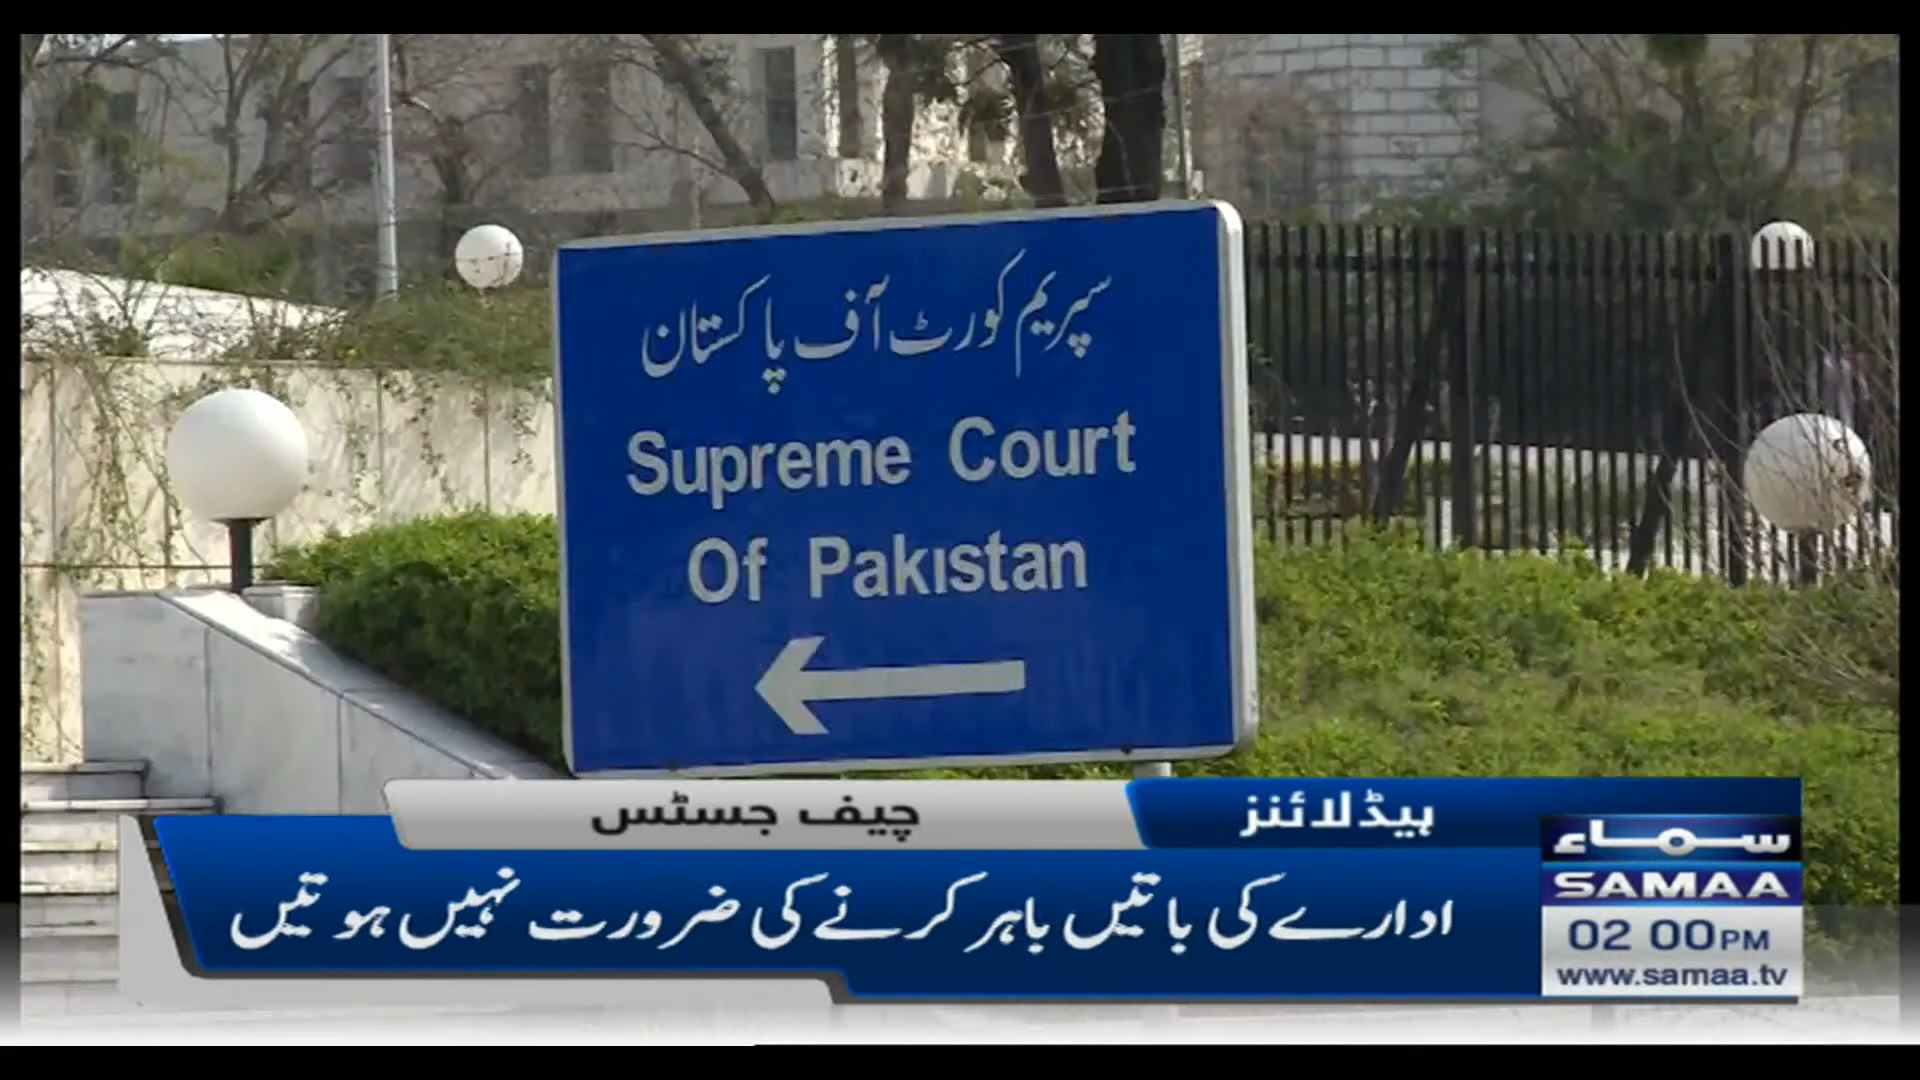 سپریم کورٹ آف پاکستان
Supreme Court
Of Pakistan
ہیڈلائنز
چیف جسٹس
ادارے کی باتیں باہر کرنے کی ضرورت نہیں ہوتیں
سماء
SAMAA
02 00PM
www.samaa.tv